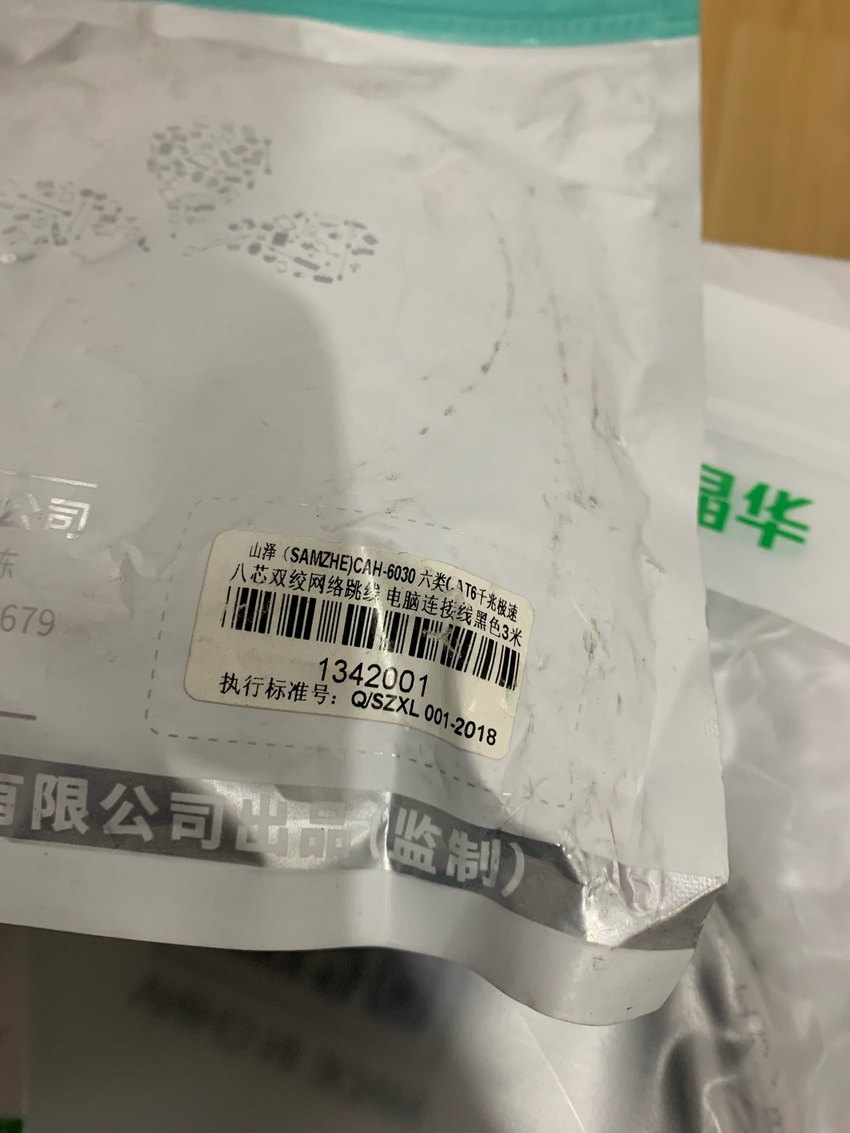 公司
东
679
山泽（SAMZHE)CAH-6030 六类(CAT6千兆极速
八芯双绞网络跳线 电脑连接线黑色3米
1342001
执行标准号：Q/SZXL 001-2018
有限公司出品(监制)
晶华